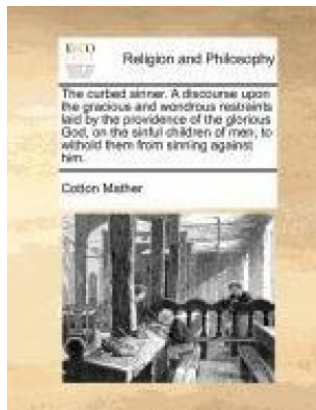 ECCO
Religion and Philosophy
The curbed sinner. A discourse upon
the gracious and wondrous restraints
laid by the providence of the glorious
God, on the sinful children of men, to
withold them from sinning against
him.
Cotton Mather